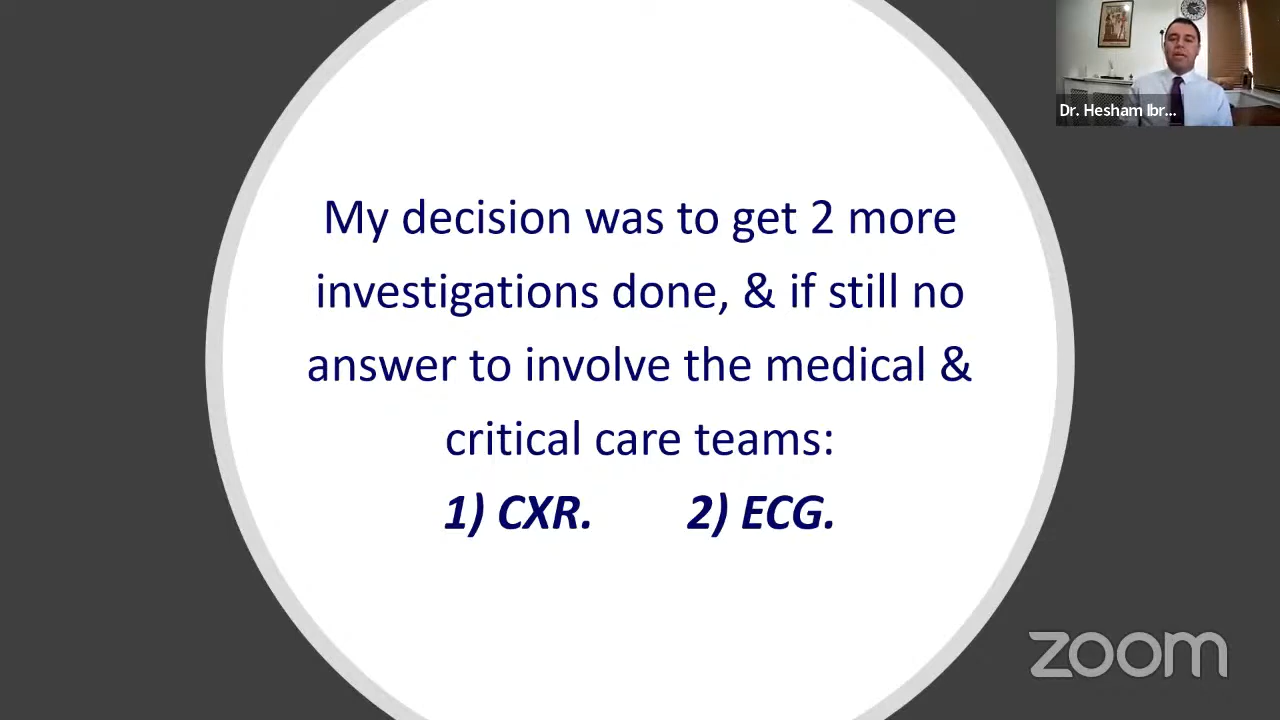 Dr. Hesham Ibr...
My decision was to get 2 more
investigations done, & if still no
answer to involve the medical &
critical care teams:
1) CXR. 2) ECG.
zoom